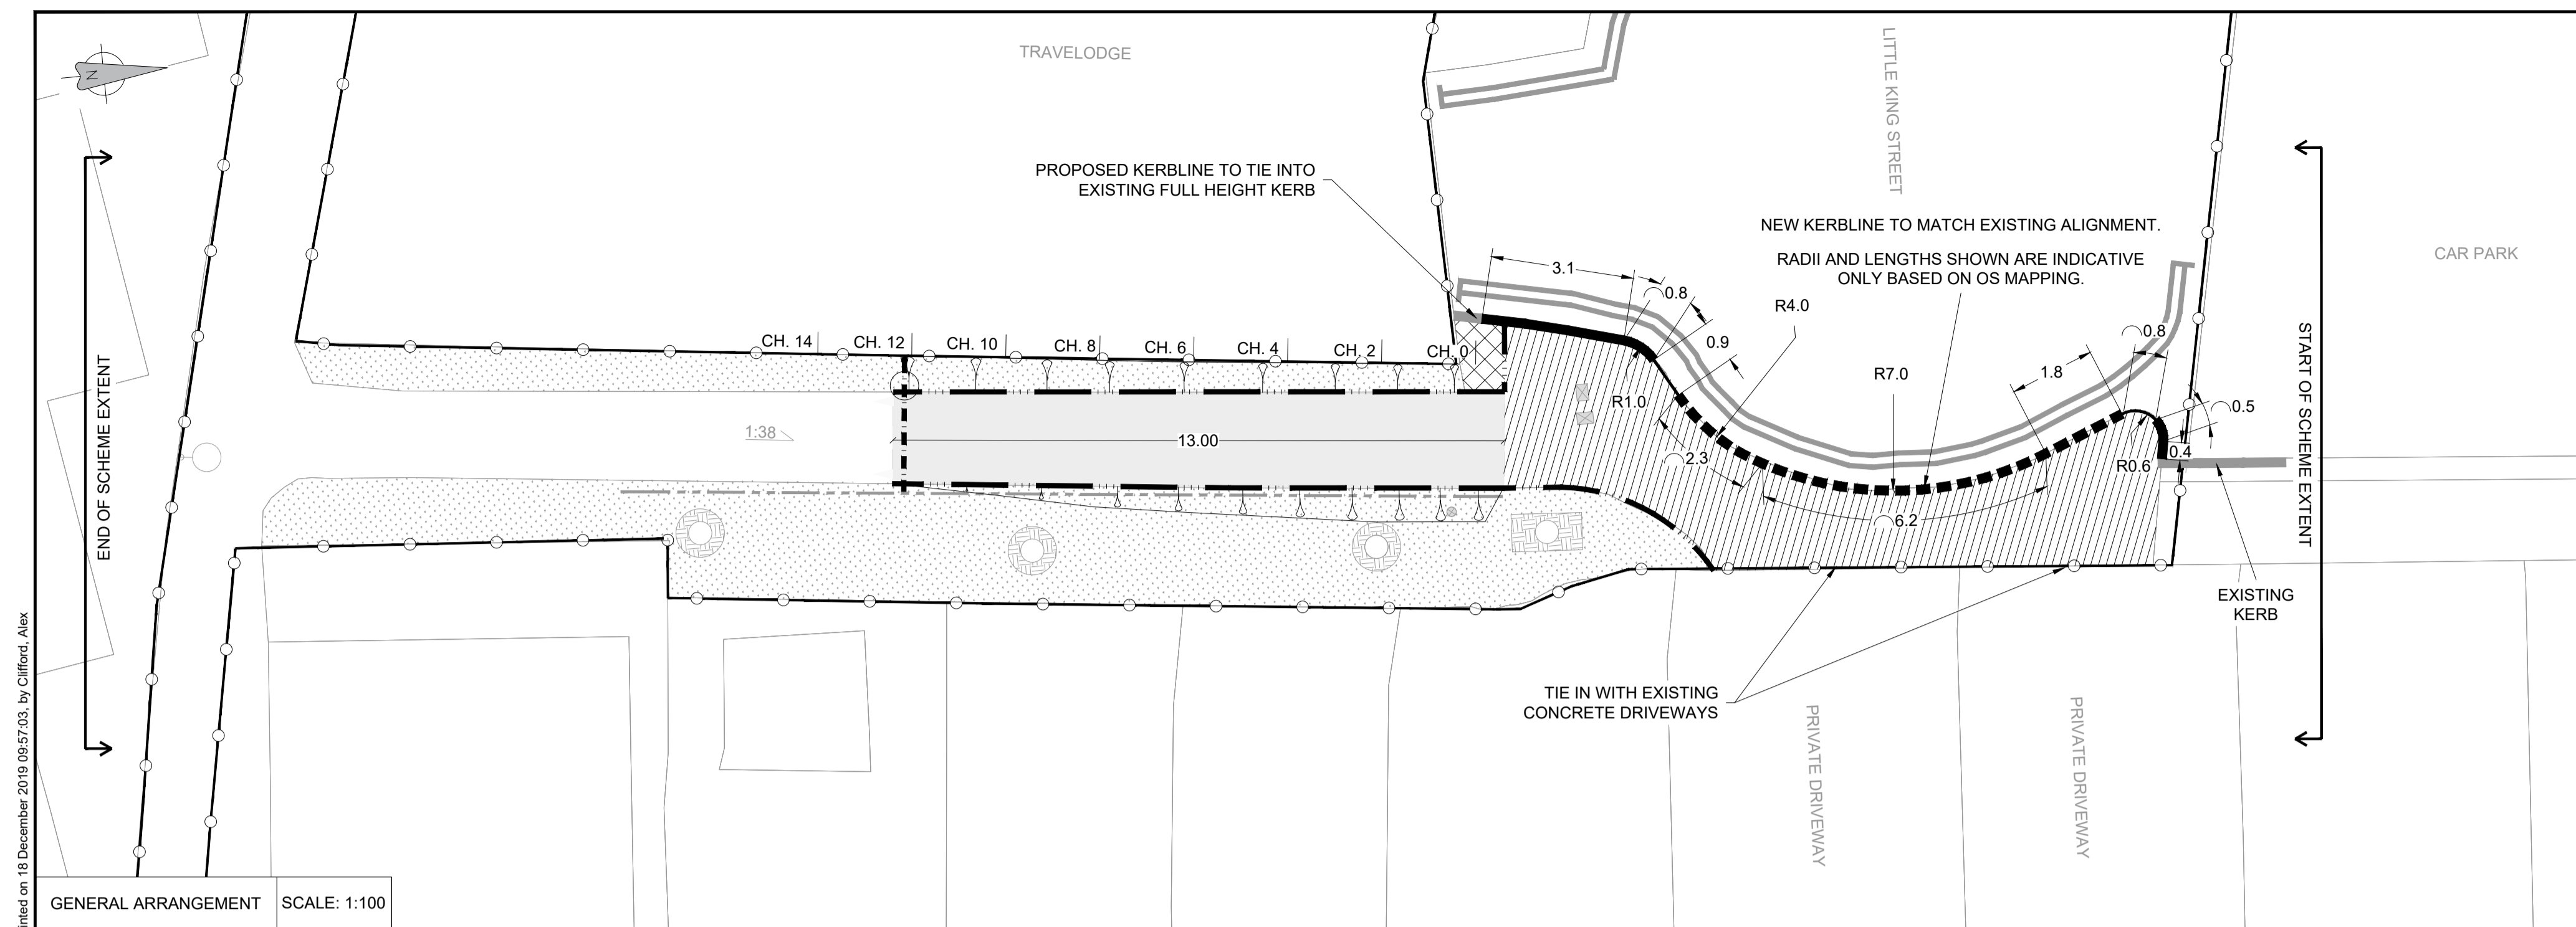 N
TRAVELODGE
LITTLE KING STREET
PROPOSED KERBLINE TO TIE INTO
EXISTING FULL HEIGHT KERB
NEW KERBLINE TO MATCH EXISTING ALIGNMENT.
RADII AND LENGTHS SHOWN ARE INDICATIVE
ONLY BASED ON OS MAPPING.
CAR PARK
3.1
0.8
R4.0
0.9
0.8
R7.0
1.8
CH. 14
CH. 12
CH. 10
CH. 8
CH. 6
CH. 4
CH. 2
CH. 0
R1.0
0.5
1:38
13.00
2.3
0.4
R0.6
6.2
END OF SCHEME EXTENT
START OF SCHEME EXTENT
EXISTING
KERB
TIE IN WITH EXISTING
CONCRETE DRIVEWAYS
PRIVATE DRIVEWAY
PRIVATE DRIVEWAY
inted on 18 December 2019 09:57:03, by Clifford, Alex
GENERAL ARRANGEMENT
SCALE: 1:100